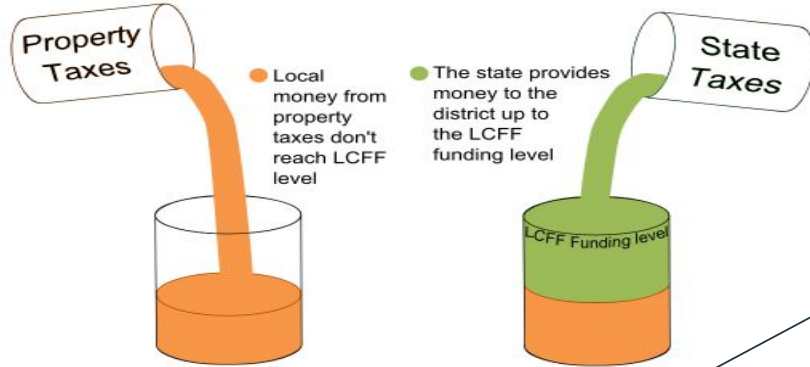 Property
Taxes
Local
money from
property
taxes don't
reach LCFF
level
The state provides
money to the
district up to
the LCFF
funding level
State
Taxes
LCFF Funding level